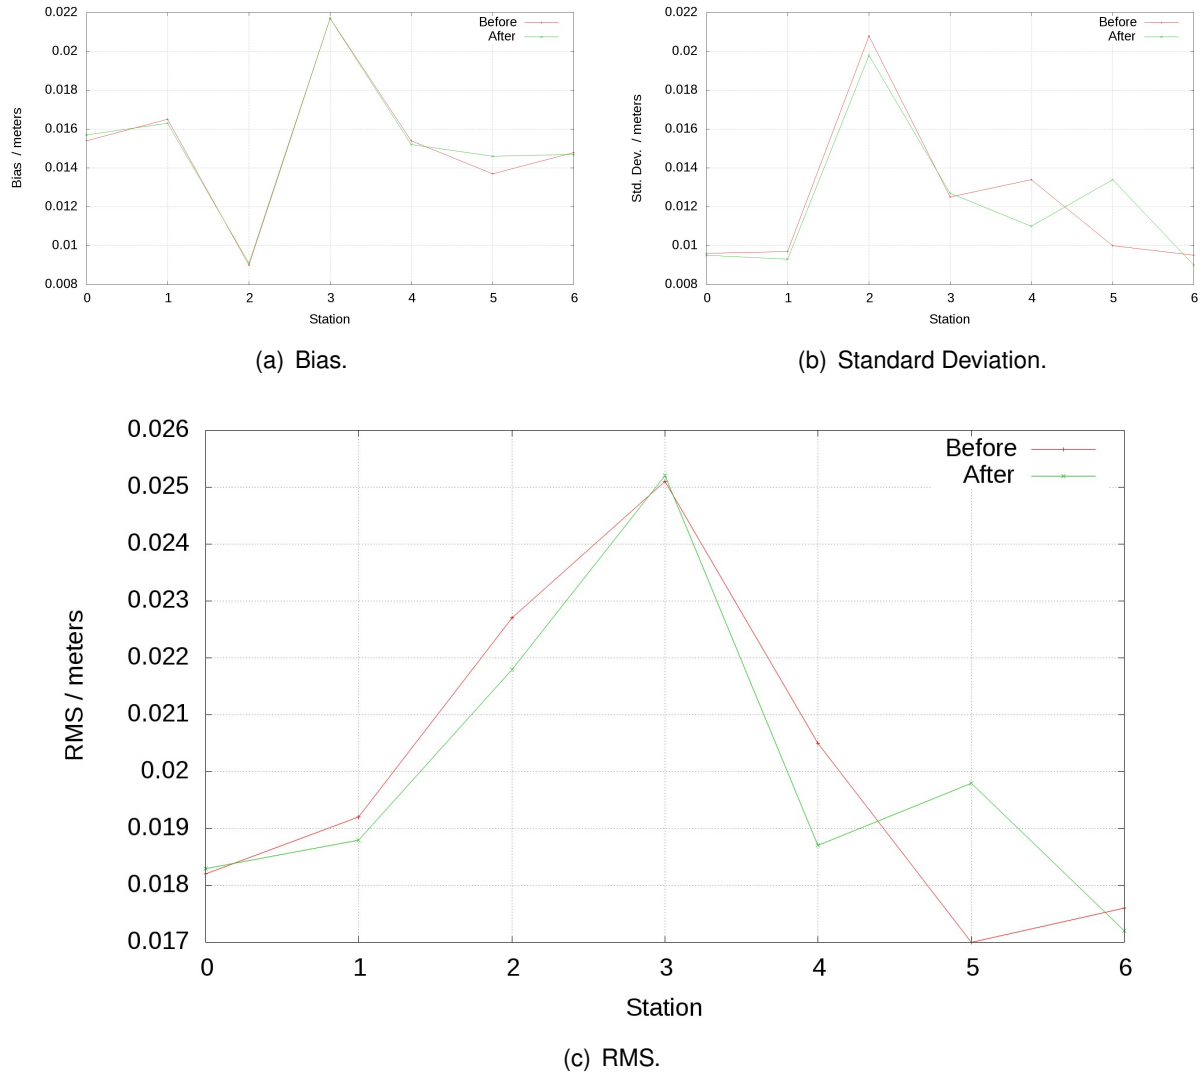 0.022
0.02
0.018
0.016
0.014
0.012
0.01
0.008
Bias / meters
Before
After
0 1 2 3 4 5 6
Station
(a) Bias.
0.022
0.02
0.018
0.016
0.014
0.012
0.01
0.008
Std. Dev. / meters
Before
After
0 1 2 3 4 5 6
Station
(b) Standard Deviation.
0.026
0.025
0.024
0.023
0.022
0.021
0.02
0.019
0.018
0.017
RMS / meters
Before
After
0 1 2 3 4 5 6
Station
(c) RMS.